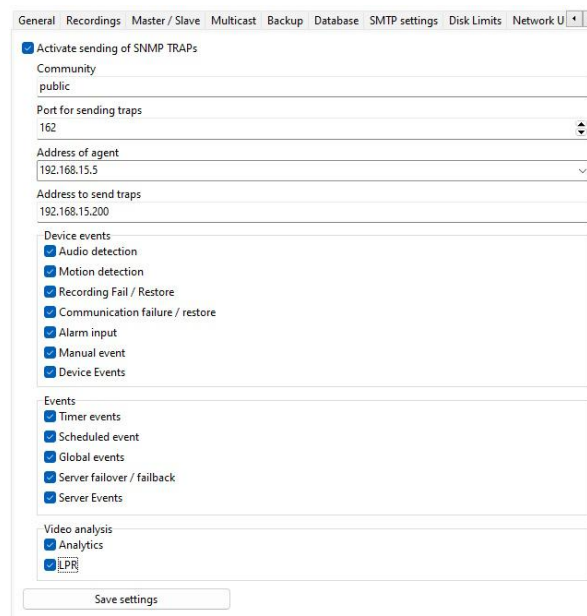 General Recordings Master / Slave Multicast Backup Database SMTP settings Disk Limits Network U
Activate sending of SNMP TRAPs
Community
public
Port for sending traps
162
Address of agent
192.168.15.5
Address to send traps
192.168.15.200
Device events
Audio detection
Motion detection
Recording Fail / Restore
Communication failure / restore
Alarm input
Manual event
Device Events
Events
Timer events
Scheduled event
Global events
Server failover / failback
Server Events
Video analysis
Analytics
LPR
Save settings